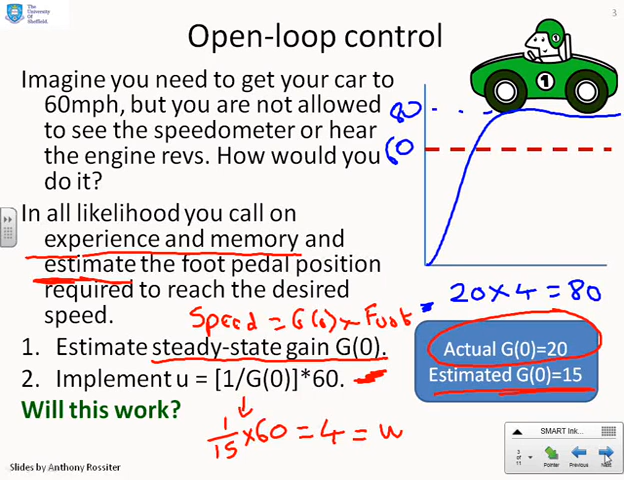 The
University
Of
Sheffield.
3
Open-loop control
1
Imagine you need to get your car to
60mph, but you are not allowed
to see the speedometer or hear
the engine revs. How would you
do it?
80
60
In all likelihood you call on
experience and memory and
estimate the foot pedal position
required to reach the desired
speed.
Speed = G(0) x Foot = 20 x 4 = 80
1. Estimate steady-state gain G(0).
2. Implement u = [1/G(0)]*60.
Actual G(0)=20
Estimated G(0)=15
Will this work?
1/15 x 60 = 4 = u
Slides by Anthony Rossiter
SMART Ink...
3
of
11
Pointer
Previous
Next